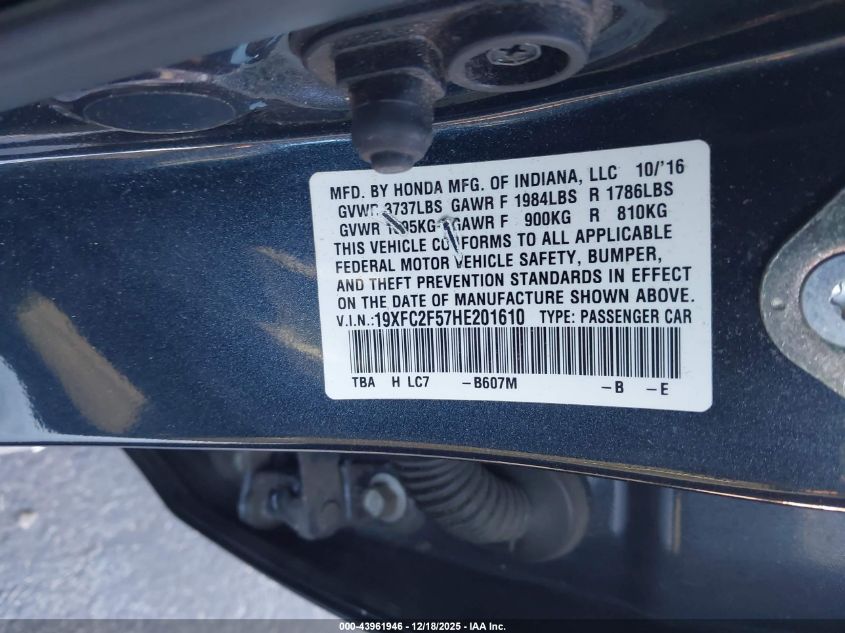 MFD. BY HONDA MFG. OF INDIANA, LLC 10/'16
GVWR 3737LBS GAWR F 1984LBS R 1786LBS
GVWR 1695KG GAWR F 900KG R 810KG
THIS VEHICLE CONFORMS TO ALL APPLICABLE
FEDERAL MOTOR VEHICLE SAFETY, BUMPER,
AND THEFT PREVENTION STANDARDS IN EFFECT
ON THE DATE OF MANUFACTURE SHOWN ABOVE.
V.I.N.:19XFC2F57HE201610 TYPE: PASSENGER CAR
TBA H LC7 -B607M -B -E
000-43961946 - 12/18/2025 - IAA Inc.